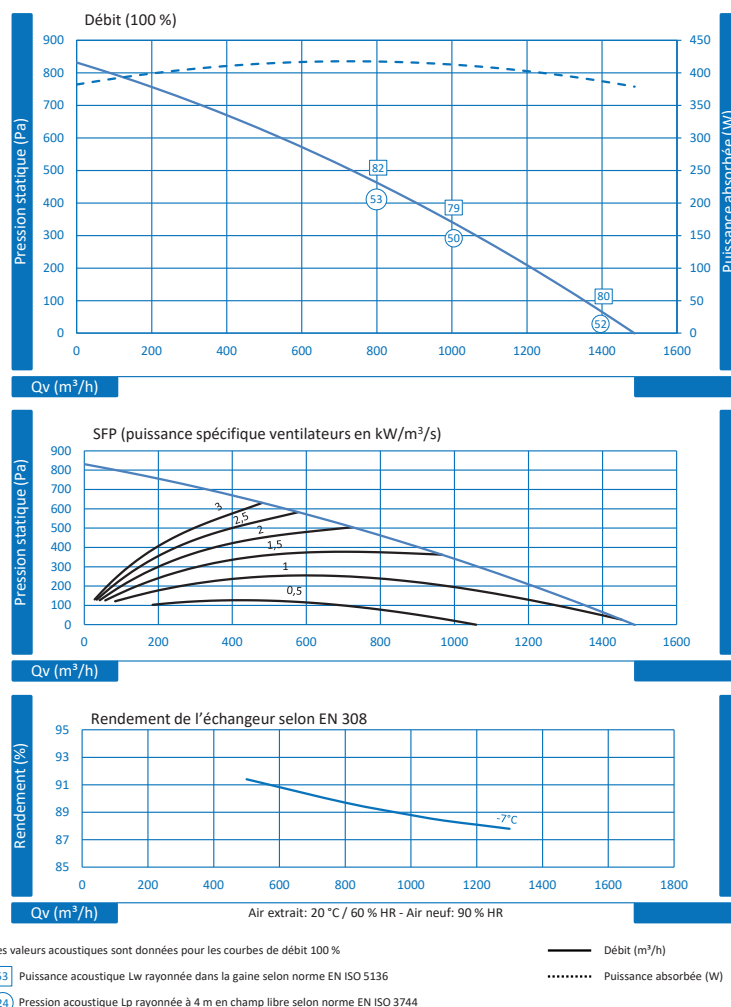 Débit (100 %)
Pression statique (Pa)
Puissance absorbée (W)
900
800
700
600
500
400
300
200
100
0
450
400
350
300
250
200
150
100
50
0
82
53
79
50
80
52
0 200 400 600 800 1000 1200 1400 1600
Qv (m³/h)
SFP (puissance spécifique ventilateurs en kW/m³/s)
Pression statique (Pa)
900
800
700
600
500
400
300
200
100
0
3
2,5
2
1,5
1
0,5
0 200 400 600 800 1000 1200 1400 1600
Qv (m³/h)
Rendement de l'échangeur selon EN 308
Rendement (%)
95
93
91
89
87
85
-7°C
0 200 400 600 800 1000 1200 1400 1600 1800
Qv (m³/h)
Air extrait: 20 °C / 60 % HR - Air neuf: 90 % HR
es valeurs acoustiques sont données pour les courbes de débit 100 %
Débit (m³/h)
53 Puissance acoustique Lw rayonnée dans la gaine selon norme EN ISO 5136
Puissance absorbée (W)
24 Pression acoustique Lp rayonnée à 4 m en champ libre selon norme EN ISO 3744